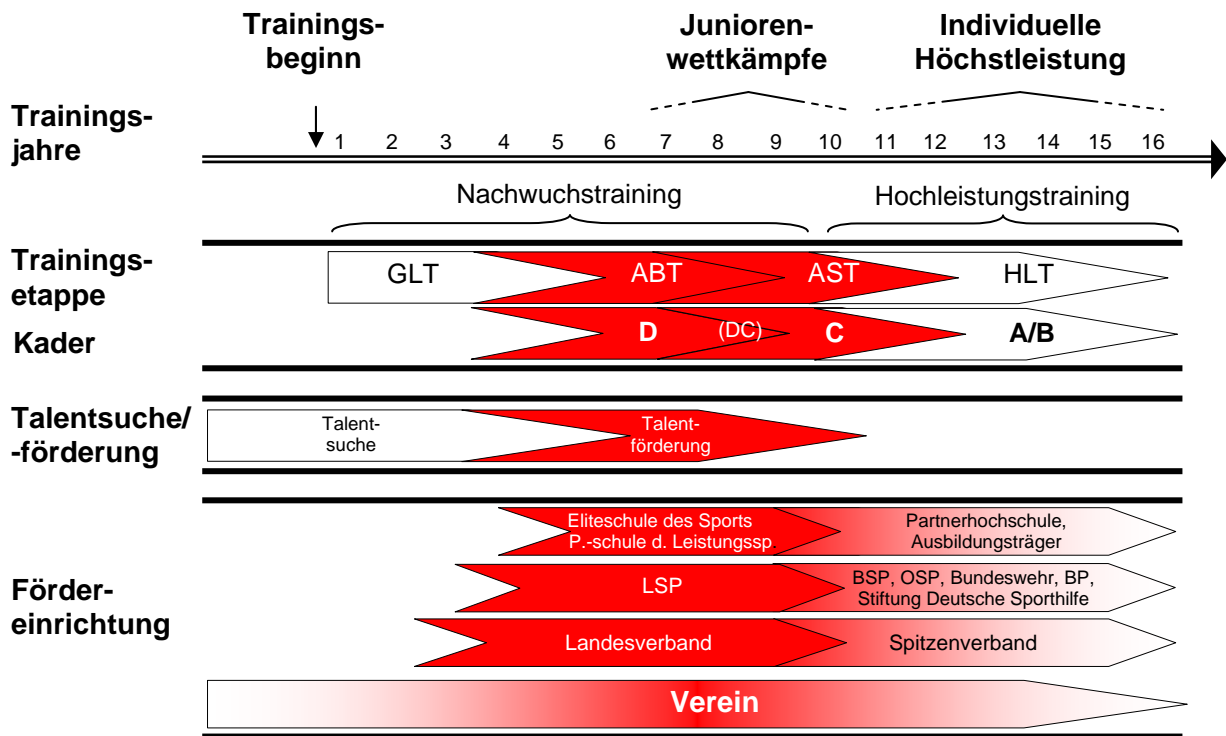 Trainings-
beginn
Junioren-
wettkämpfe
Individuelle
Höchstleistung
Trainings-
jahre
1 2 3 4 5 6 7 8 9 10 11 12 13 14 15 16
Nachwuchstraining
Hochleistungstraining
Trainings-
etappe
GLT ABT AST HLT
Kader
D (DC) C A/B
Talentsuche/
-förderung
Talent-
suche
Talent-
förderung
Förder-
einrichtung
Eliteschule des Sports
P.-schule d. Leistungssp.
Partnerhochschule,
Ausbildungsträger
LSP
BSP, OSP, Bundeswehr, BP,
Stiftung Deutsche Sporthilfe
Landesverband
Spitzenverband
Verein